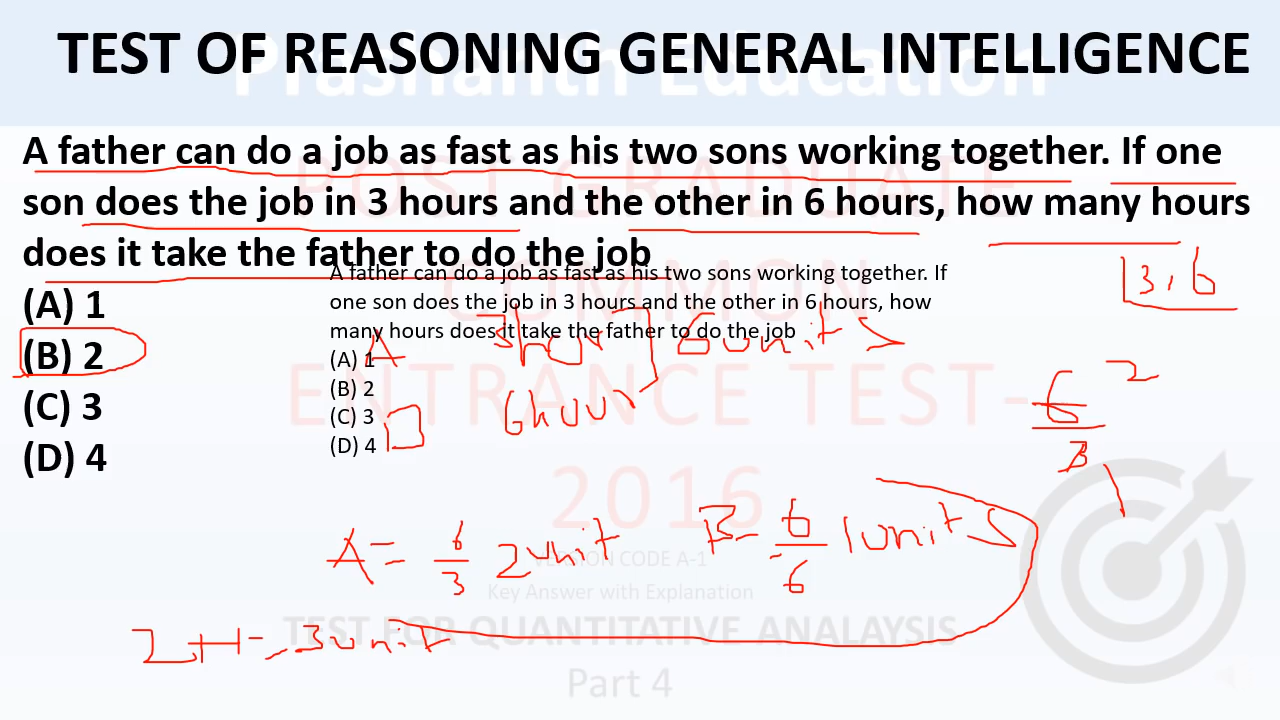 TEST OF REASONING GENERAL INTELLIGENCE
Prashanth Education
A father can do a job as fast as his two sons working together. If one
son does the job in 3 hours and the other in 6 hours, how many hours
does it take the father to do the job
(A) 1
(B) 2
(C) 3
(D) 4
POST GRADUATE
COMMON
ENTRANCE TEST-
2016
VERSION CODE A-1
Key Answer with Explanation
TEST FOR QUANTITATIVE ANALAYSIS
Part 4
A father can do a job as fast as his two sons working together. If
one son does the job in 3 hours and the other in 6 hours, how
many hours does it take the father to do the job
(A) 1
(B) 2
(C) 3
(D) 4
3, 6
A 3hour 6units
6hour
6 2
3
A = 6/3 2unit B = 6/6 1units
2+1 = 3unit